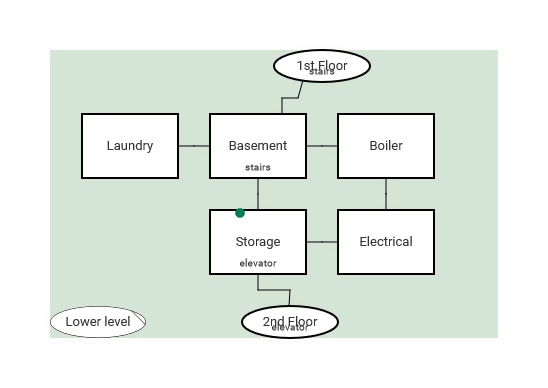 1st Floor
stairs
Laundry
Basement
Boiler
stairs
Storage
Electrical
elevator
Lower level
2nd Floor
elevator